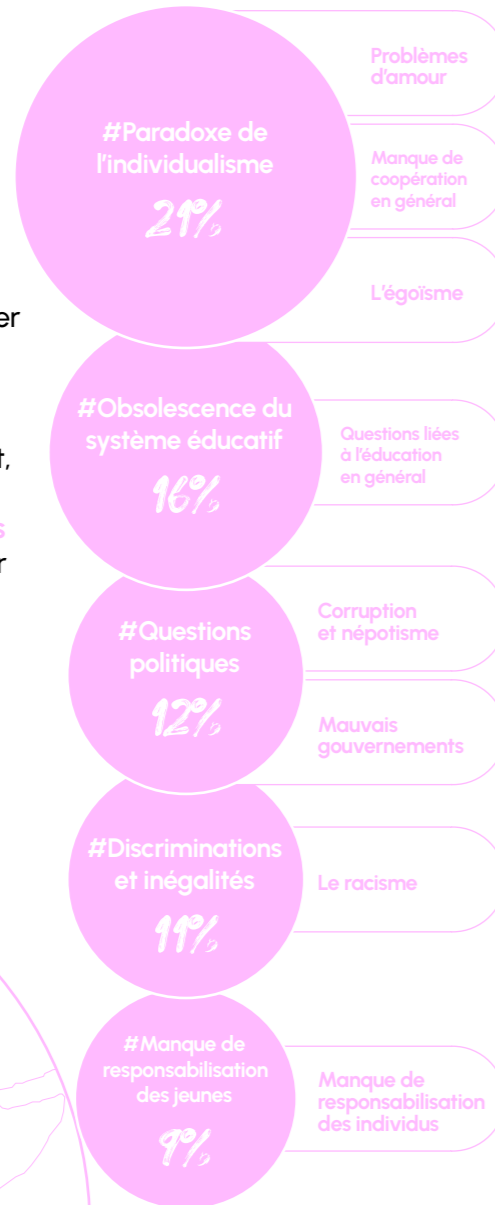 #Paradoxe de
l'individualisme
21%
Problèmes
d'amour
Manque de
coopération
en général
L'égoïsme
er
t,
s
r
#Obsolescence du
système éducatif
16%
Questions liées
à l'éducation
en général
#Questions
politiques
12%
Corruption
et népotisme
Mauvais
gouvernements
#Discriminations
et inégalités
11%
Le racisme
#Manque de
responsabilisation
des jeunes
9%
Manque de
responsabilisation
des individus